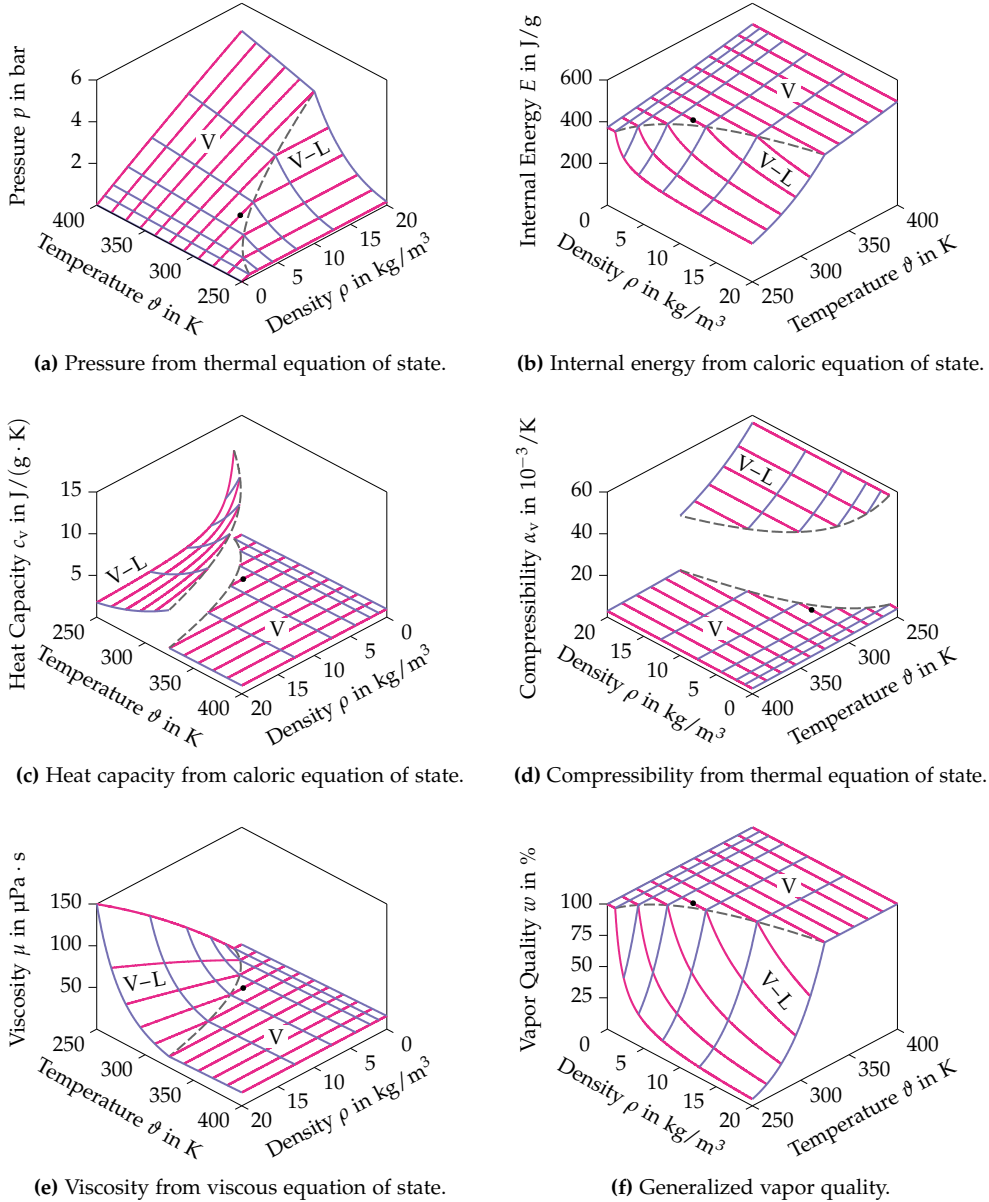 Pressure p in bar
6
4
2
400
350
300
250
Temperature ϑ in K
0
5
10
15
20
Density ρ in kg/m³
V
V–L
(a) Pressure from thermal equation of state.
Internal Energy E in J/g
600
400
200
0
5
10
15
20
Density ρ in kg/m³
250
300
350
400
Temperature ϑ in K
V
V–L
(b) Internal energy from caloric equation of state.
Heat Capacity cᵥ in J/(g · K)
15
10
5
250
300
350
400
Temperature ϑ in K
20
15
10
5
0
Density ρ in kg/m³
V–L
V
(c) Heat capacity from caloric equation of state.
Compressibility αᵥ in 10⁻³/K
60
40
20
20
15
10
5
0
Density ρ in kg/m³
400
350
300
250
Temperature ϑ in K
V–L
V
(d) Compressibility from thermal equation of state.
Viscosity μ in μPa · s
150
100
50
250
300
350
400
Temperature ϑ in K
20
15
10
5
0
Density ρ in kg/m³
V–L
V
(e) Viscosity from viscous equation of state.
Vapor Quality w in %
100
75
50
25
0
5
10
15
20
Density ρ in kg/m³
250
300
350
400
Temperature ϑ in K
V
V–L
(f) Generalized vapor quality.